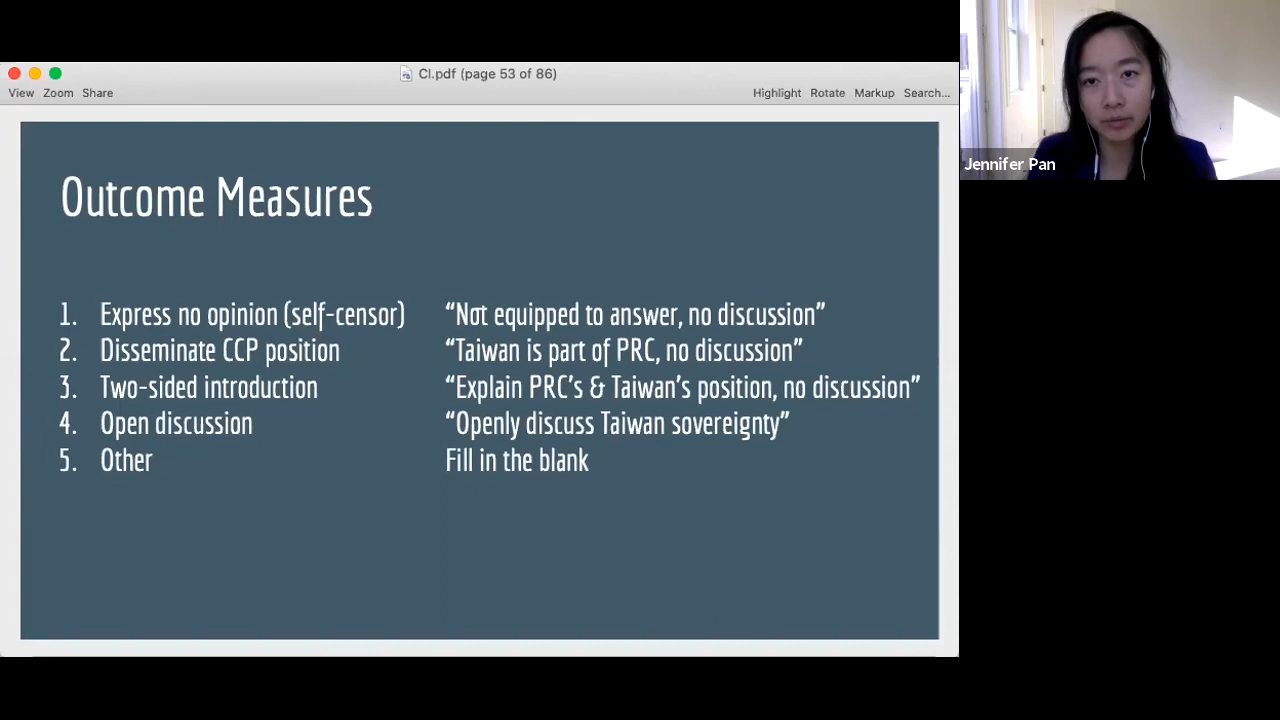 CI.pdf (page 53 of 86)
View Zoom Share Highlight Rotate Markup Search...
Jennifer Pan
Outcome Measures
1. Express no opinion (self-censor) “Not equipped to answer, no discussion”
2. Disseminate CCP position “Taiwan is part of PRC, no discussion”
3. Two-sided introduction “Explain PRC’s & Taiwan’s position, no discussion”
4. Open discussion “Openly discuss Taiwan sovereignty”
5. Other Fill in the blank